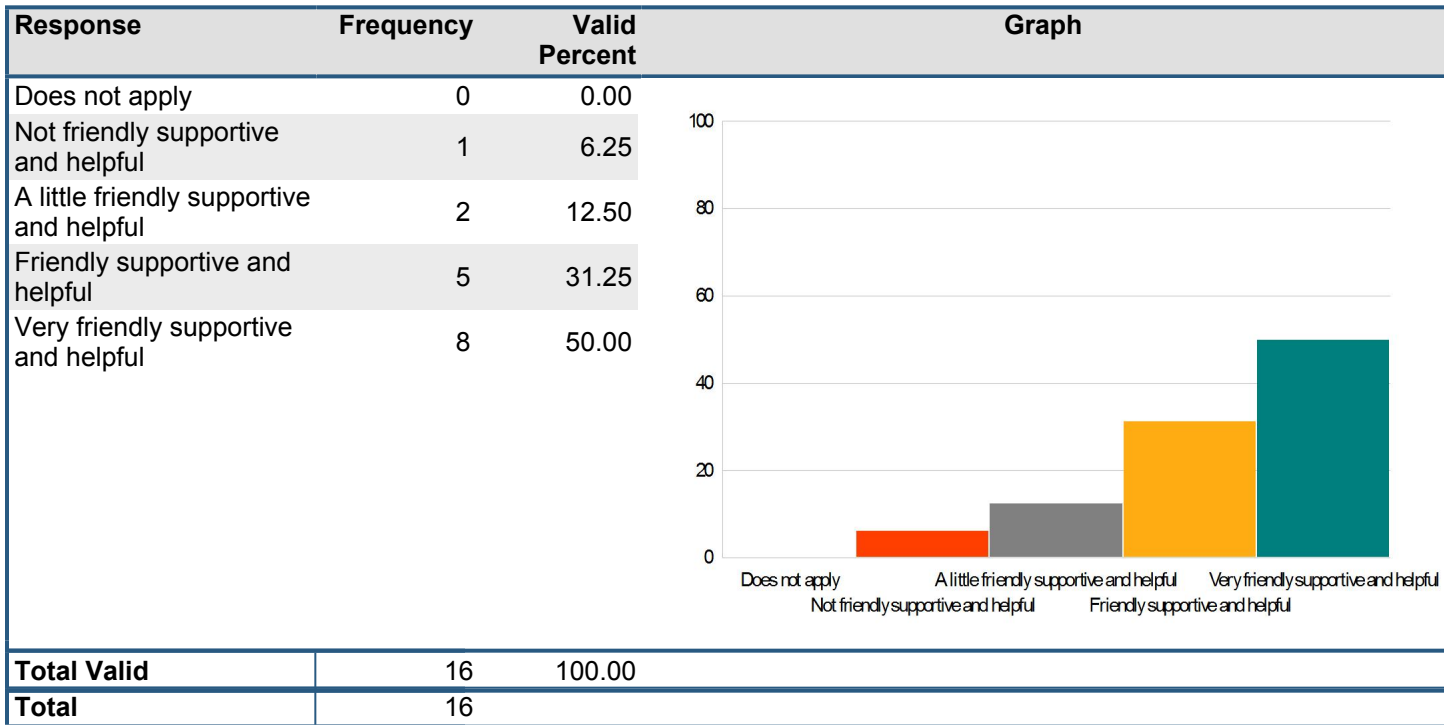 Response Frequency Valid Percent Graph
Does not apply 0 0.00
Not friendly supportive
and helpful 1 6.25
A little friendly supportive
and helpful 2 12.50
Friendly supportive and
helpful 5 31.25
Very friendly supportive
and helpful 8 50.00
100
80
60
40
20
0
Does not apply A little friendly supportive and helpful Very friendly supportive and helpful
Not friendly supportive and helpful Friendly supportive and helpful
Total Valid 16 100.00
Total 16